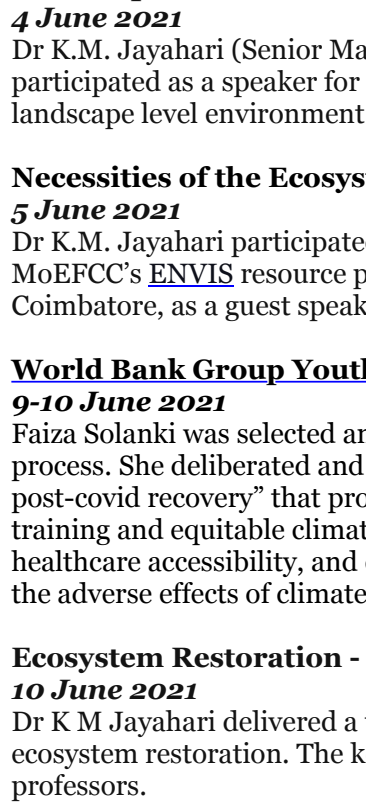 4 June 2021
Dr K.M. Jayahari (Senior Ma
participated as a speaker for
landscape level environment
Necessities of the Ecosys
5 June 2021
Dr K.M. Jayahari participate
MoEFCC's ENVIS resource p
Coimbatore, as a guest speak
World Bank Group Yout
9-10 June 2021
Faiza Solanki was selected a
process. She deliberated and
post-covid recovery” that pro
training and equitable climat
healthcare accessibility, and
the adverse effects of climate
Ecosystem Restoration -
10 June 2021
Dr K M Jayahari delivered a
ecosystem restoration. The k
professors.